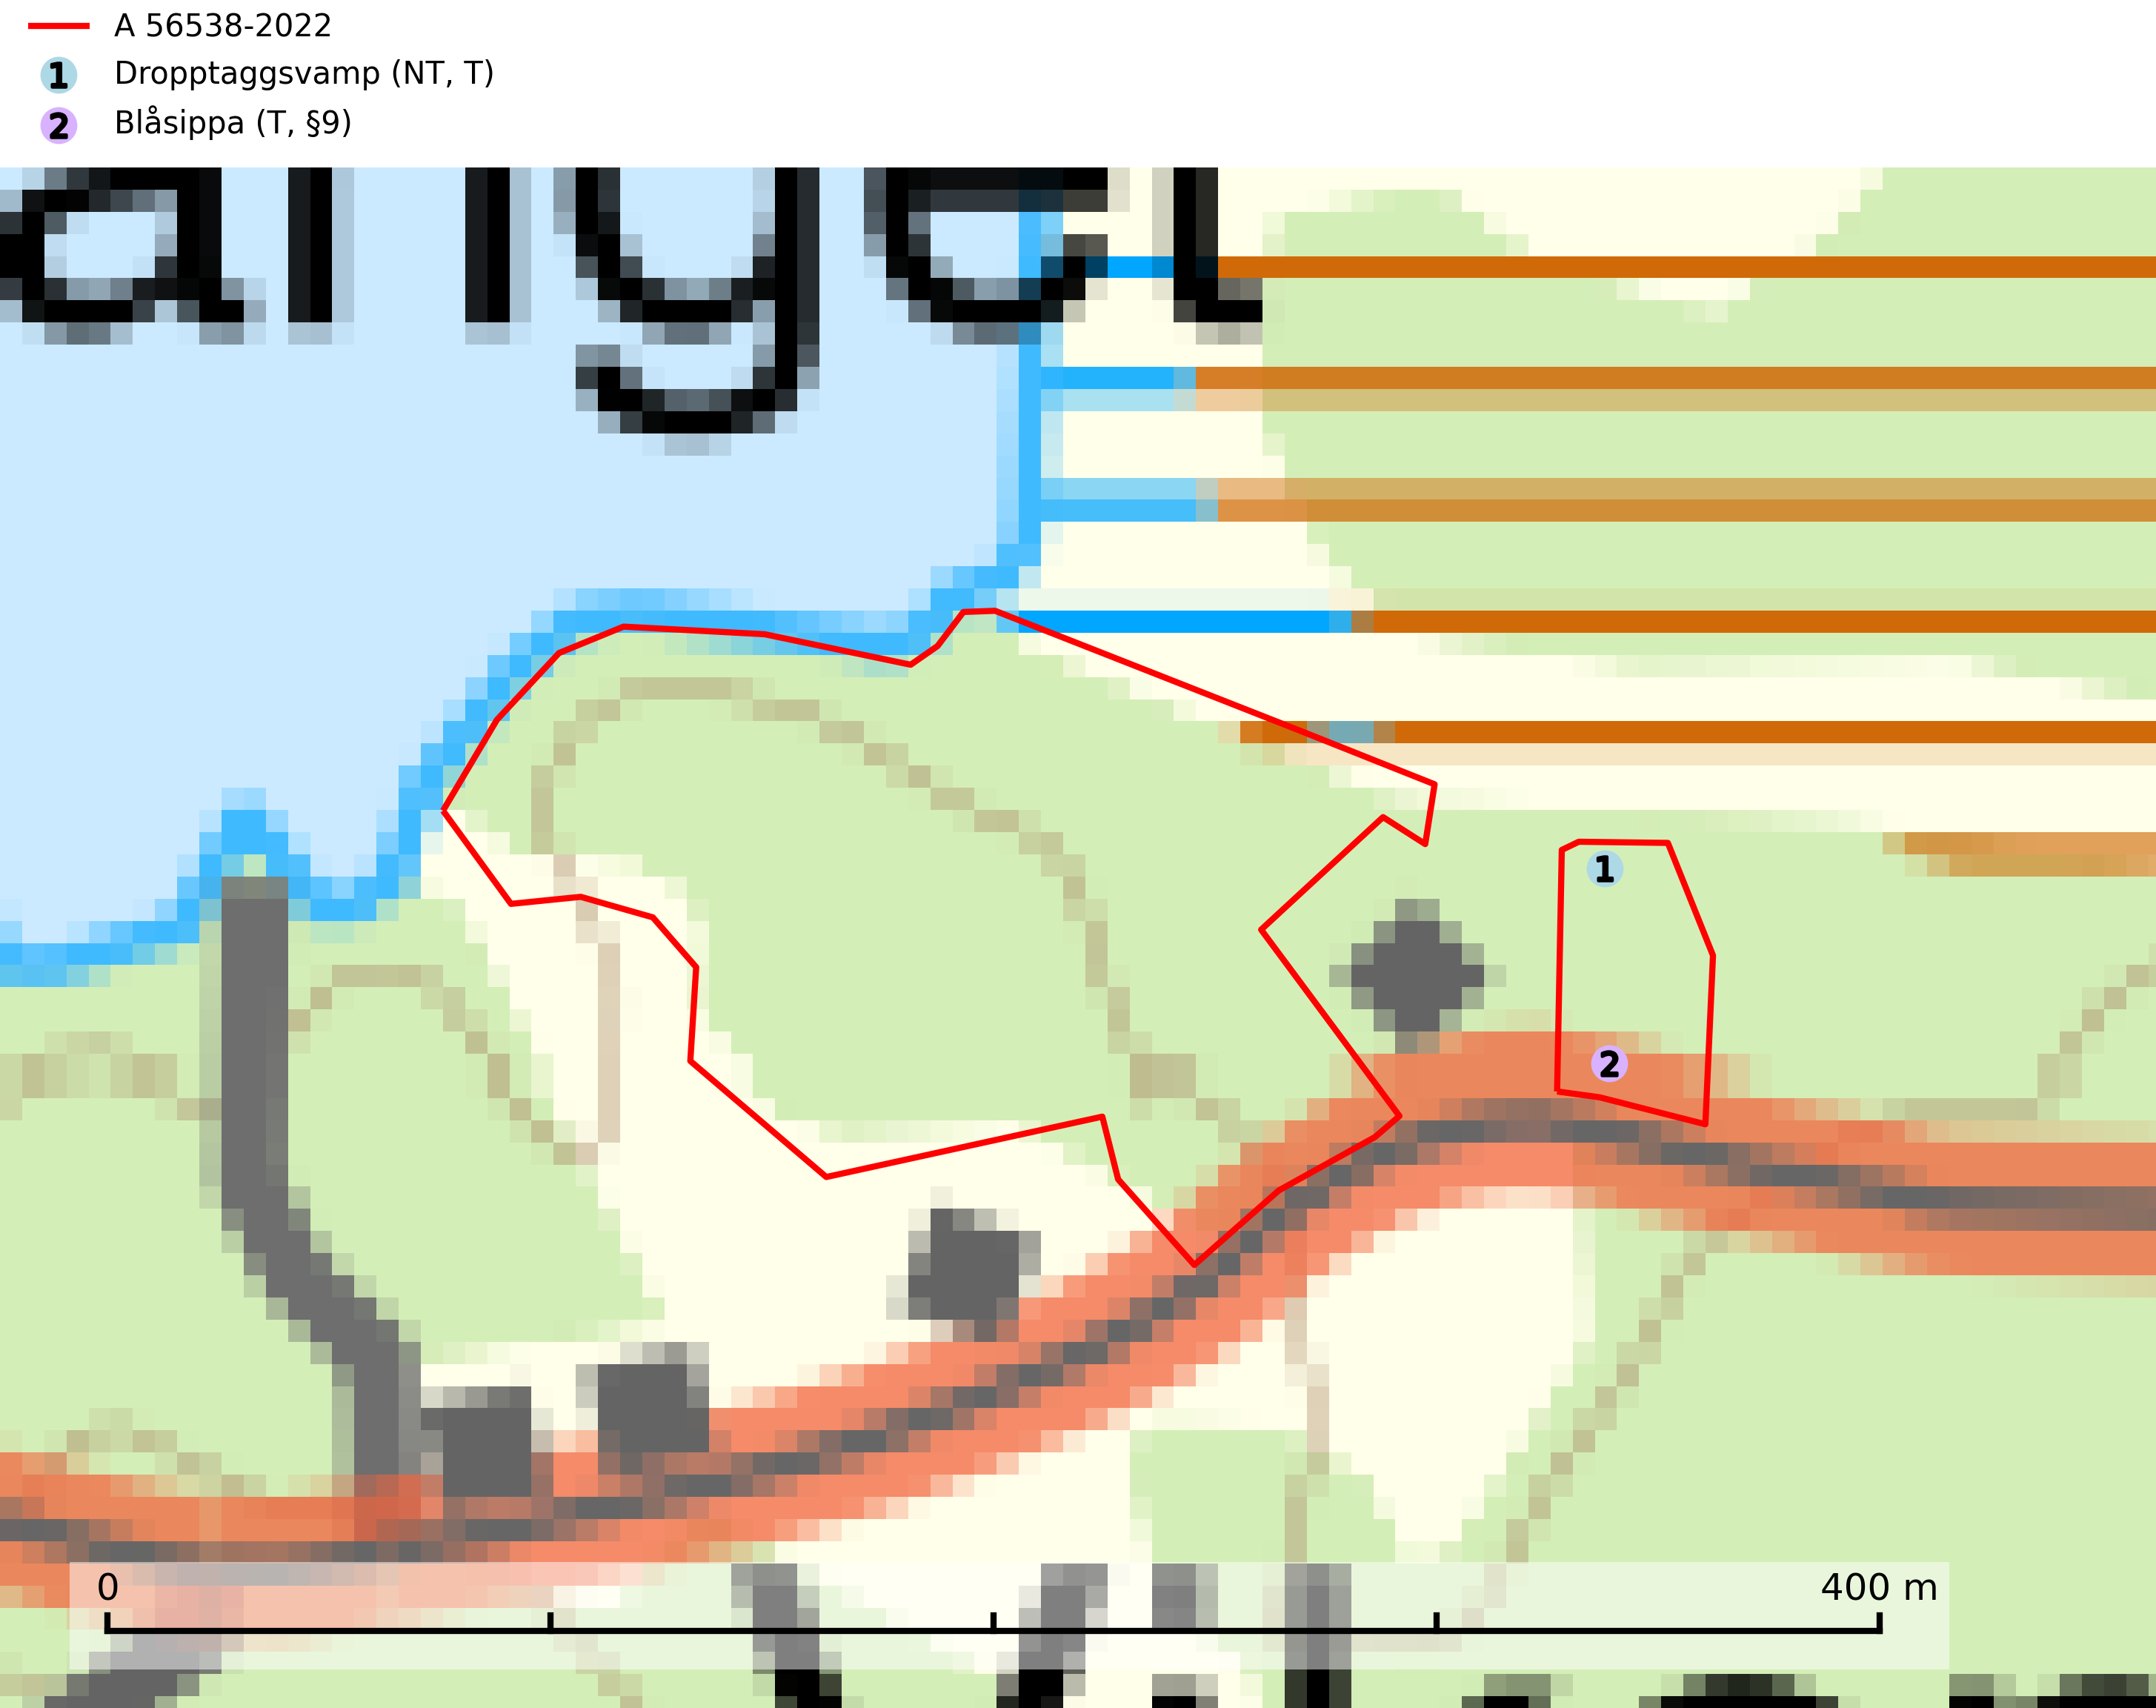 A 56538-2022
1 Dropptaggsvamp (NT, T)
2 Blåsippa (T, §9)
1
2
0 400 m